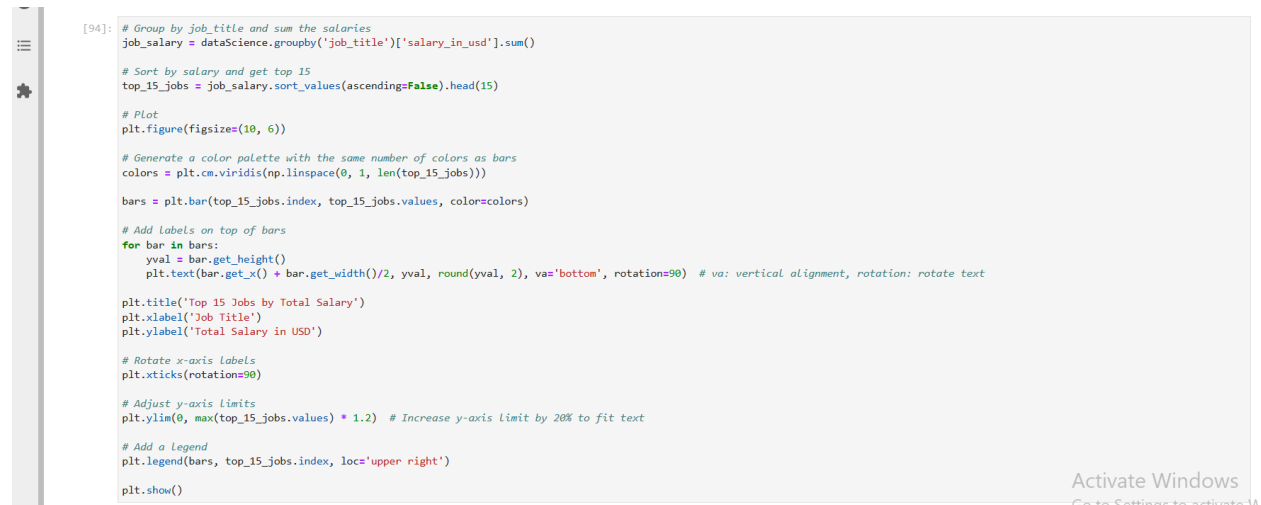 [94]: # Group by job_title and sum the salaries
job_salary = dataScience.groupby('job_title')['salary_in_usd'].sum()

# Sort by salary and get top 15
top_15_jobs = job_salary.sort_values(ascending=False).head(15)

# Plot
plt.figure(figsize=(10, 6))

# Generate a color palette with the same number of colors as bars
colors = plt.cm.viridis(np.linspace(0, 1, len(top_15_jobs)))

bars = plt.bar(top_15_jobs.index, top_15_jobs.values, color=colors)

# Add labels on top of bars
for bar in bars:
    yval = bar.get_height()
    plt.text(bar.get_x() + bar.get_width()/2, yval, round(yval, 2), va='bottom', rotation=90)  # va: vertical alignment, rotation: rotate text

plt.title('Top 15 Jobs by Total Salary')
plt.xlabel('Job Title')
plt.ylabel('Total Salary in USD')

# Rotate x-axis labels
plt.xticks(rotation=90)

# Adjust y-axis limits
plt.ylim(0, max(top_15_jobs.values) * 1.2)  # Increase y-axis limit by 20% to fit text

# Add a legend
plt.legend(bars, top_15_jobs.index, loc='upper right')

plt.show()
Activate Windows
Go to Settings to activate